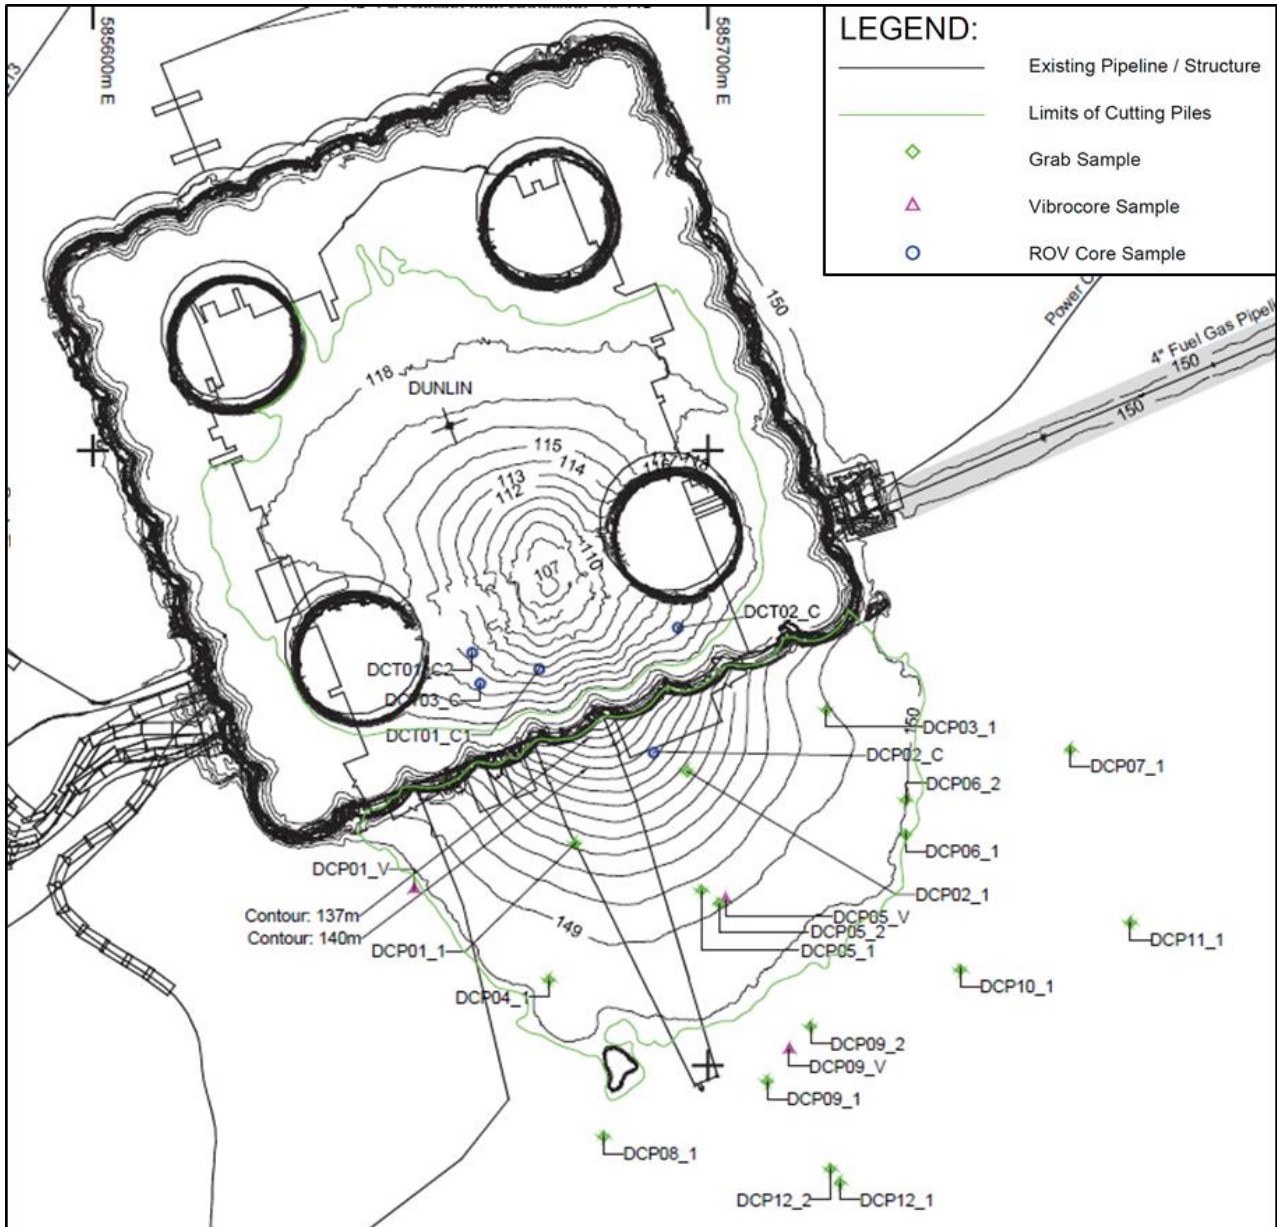 585600m E
585700m E
LEGEND:
Existing Pipeline / Structure
Limits of Cutting Piles
Grab Sample
Vibrocore Sample
ROV Core Sample
150
4" Fuel Gas Pipeli
150
150
118
DUNLIN
115
114
113
112
110
107
DCT02_C
DCT01_C2
DCT03_C
DCT01_C1
150
DCP03_1
DCP02_C
DCP07_1
DCP06_2
DCP06_1
DCP01_V
DCP02_1
Contour: 137m
Contour: 140m
149
DCP05_V
DCP05_2
DCP01_1
DCP05_1
DCP11_1
DCP04_1
DCP10_1
DCP09_2
DCP09_V
DCP09_1
DCP08_1
DCP12_2
DCP12_1